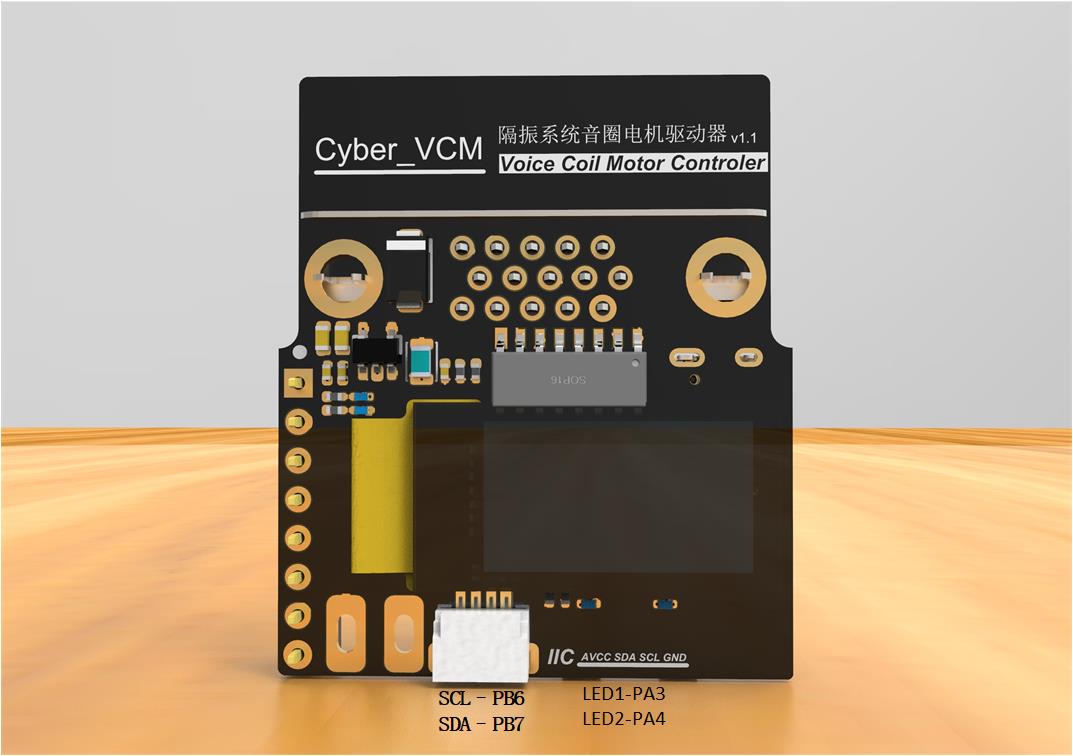 Cyber_VCM
隔振系统音圈电机驱动器 v1.1
Voice Coil Motor Controler
SOP16
IIC AVCC SDA SCL GND
SCL - PB6
SDA - PB7
LED1-PA3
LED2-PA4